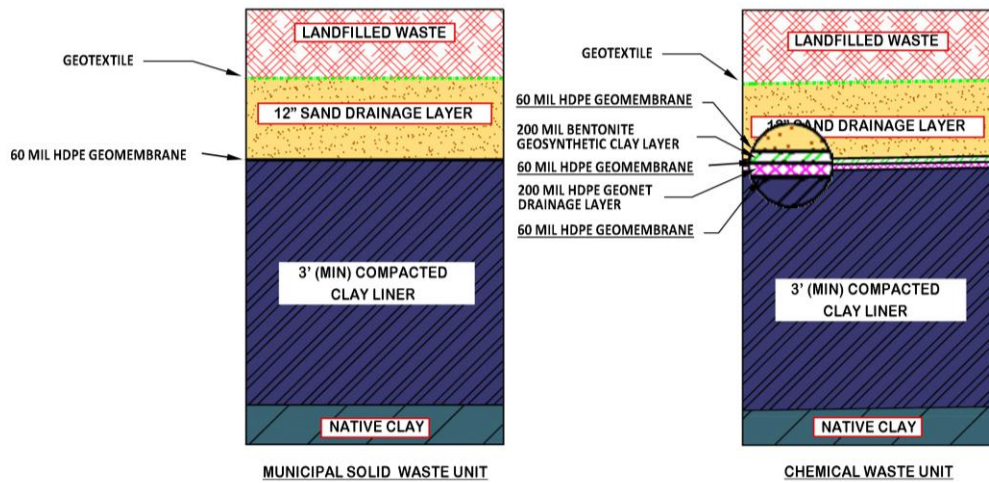 LANDFILLED WASTE
GEOTEXTILE
12" SAND DRAINAGE LAYER
60 MIL HDPE GEOMEMBRANE
3' (MIN) COMPACTED
CLAY LINER
NATIVE CLAY
MUNICIPAL SOLID WASTE UNIT
LANDFILLED WASTE
GEOTEXTILE
60 MIL HDPE GEOMEMBRANE
SAND DRAINAGE LAYER
200 MIL BENTONITE
GEOSYNTHETIC CLAY LAYER
60 MIL HDPE GEOMEMBRANE
200 MIL HDPE GEONET
DRAINAGE LAYER
60 MIL HDPE GEOMEMBRANE
3' (MIN) COMPACTED
CLAY LINER
NATIVE CLAY
CHEMICAL WASTE UNIT